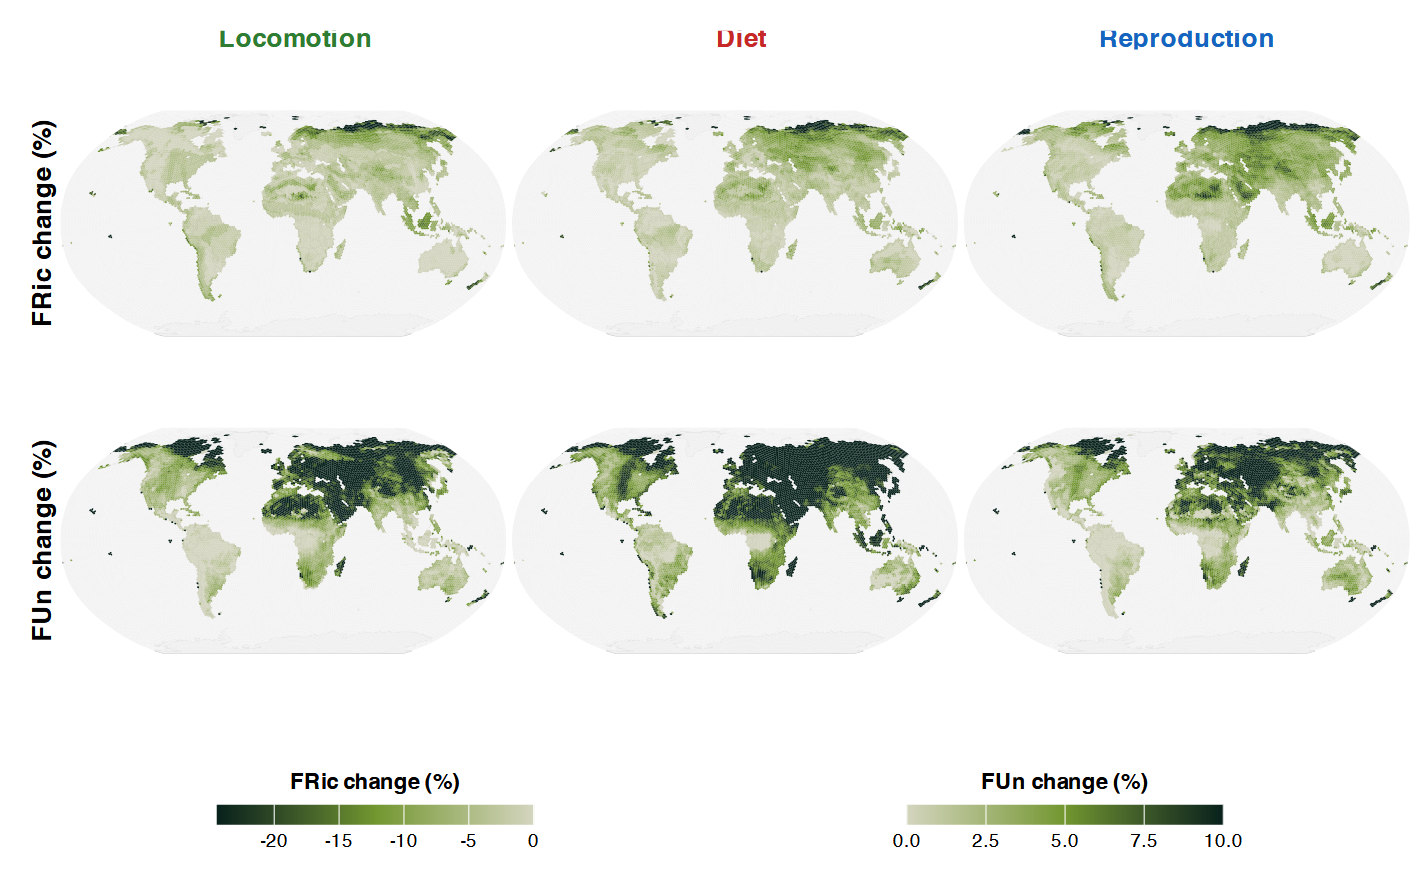 Locomotion Diet Reproduction
FRic change (%)
FUn change (%)
FRic change (%) FUn change (%)
-20 -15 -10 -5 0 0.0 2.5 5.0 7.5 10.0